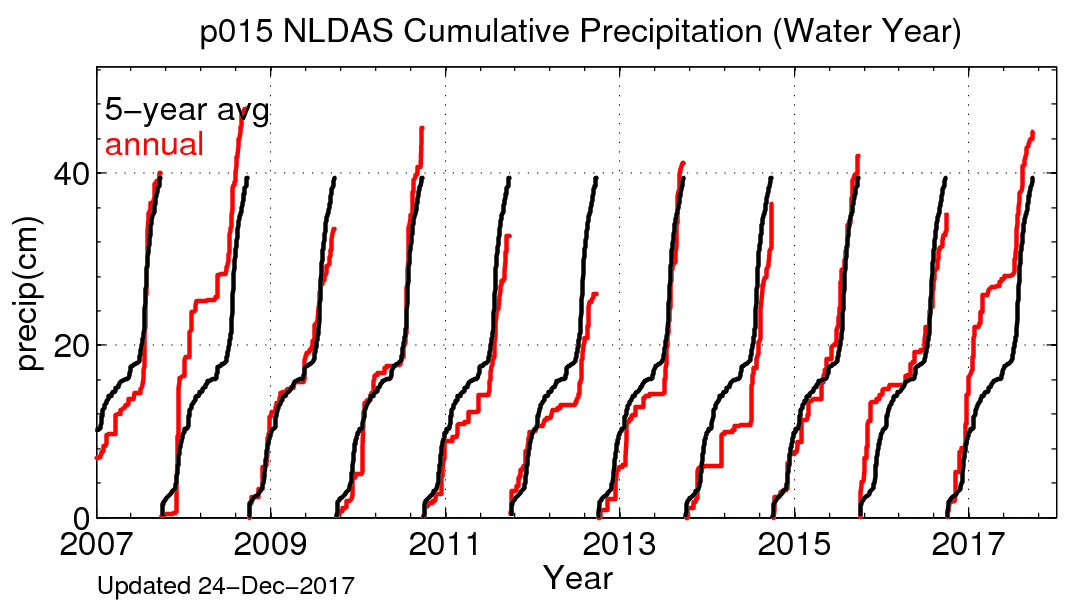 p015 NLDAS Cumulative Precipitation (Water Year)
5−year avg
annual
precip(cm)
40
20
0
2007 2009 2011 2013 2015 2017
Year
Updated 24−Dec−2017